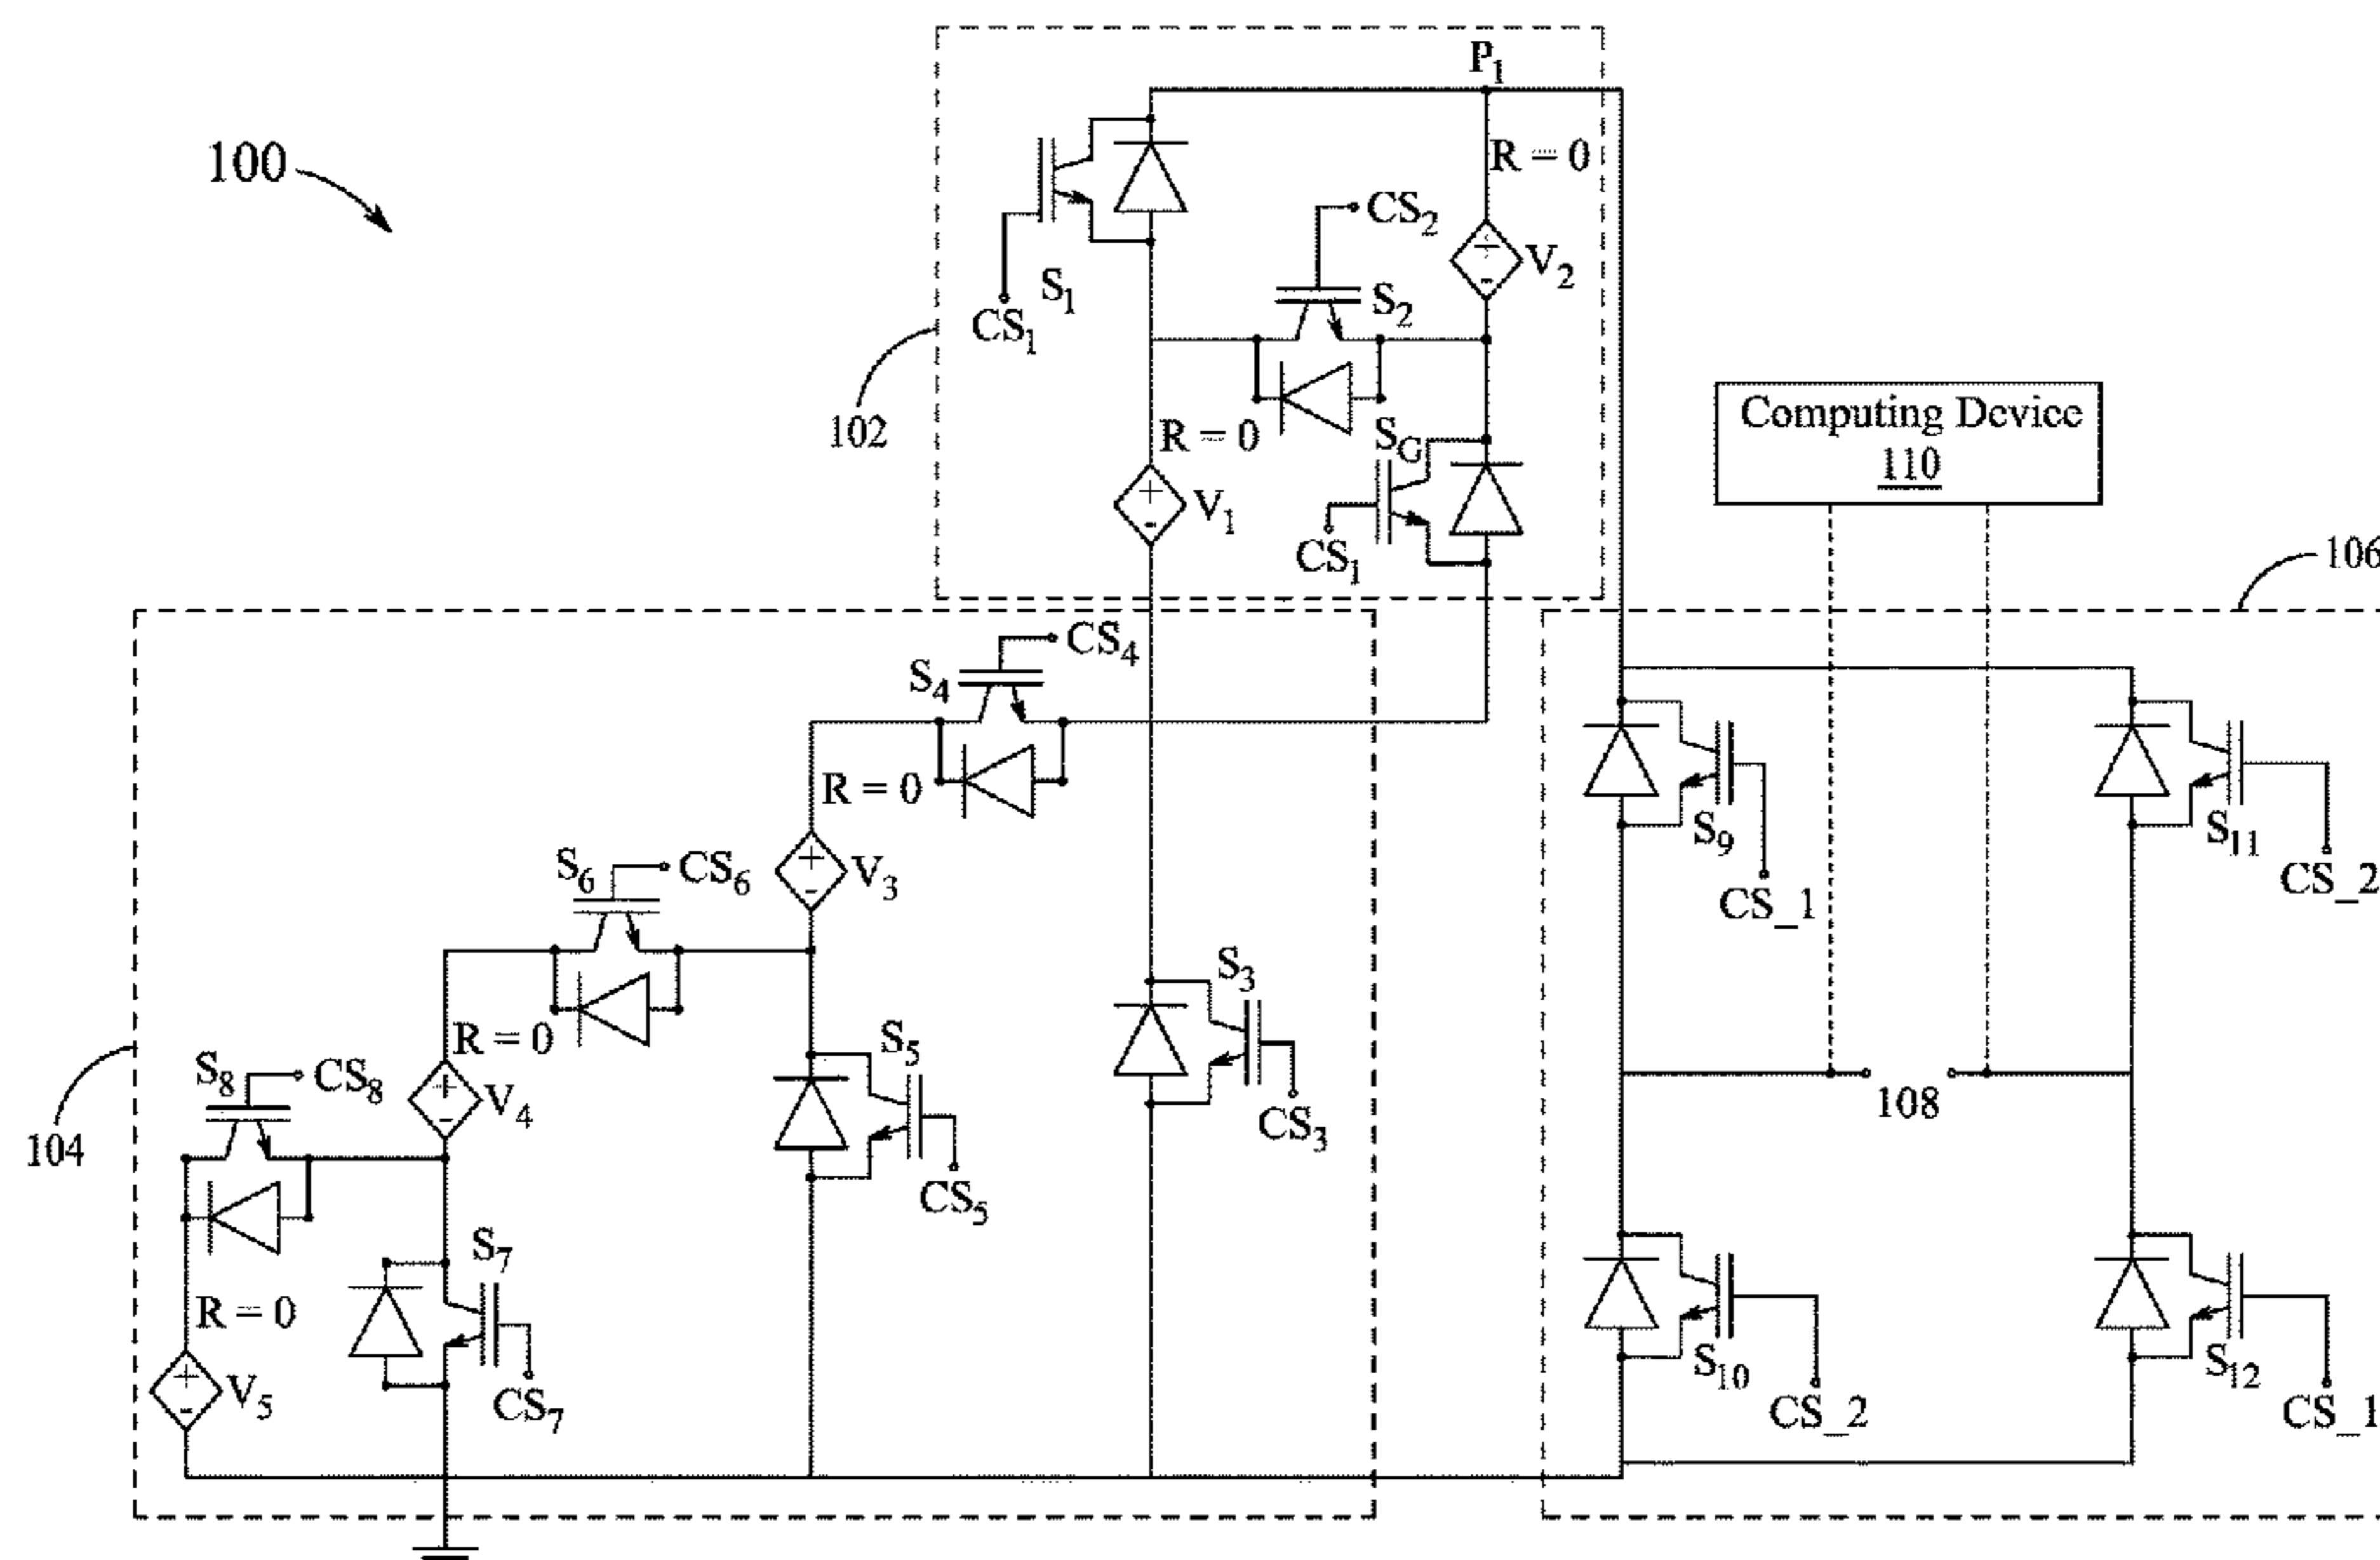 P1
100
R = 0
CS2
V2
S1
S2
CS1
Computing Device
110
102
R = 0
SG
V1
CS1
106
CS4
S4
R = 0
S6
CS6
V3
S9
S11
CS_1
CS_2
S3
R = 0
S5
S8
CS8
V4
108
CS3
104
CS5
S7
R = 0
V5
CS7
S10
S12
CS_2
CS_1